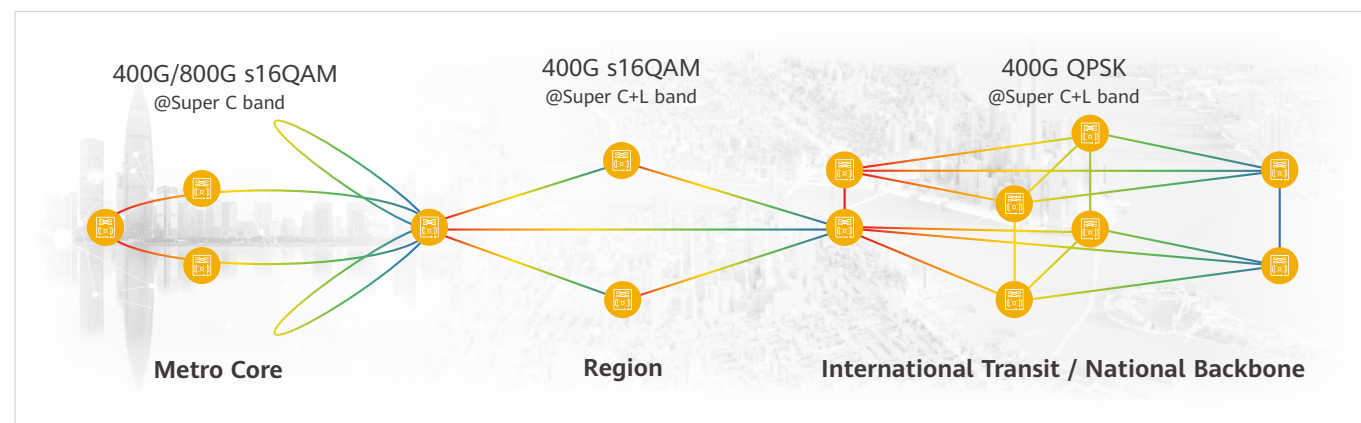 400G/800G s16QAM
@Super C band
400G s16QAM
@Super C+L band
400G QPSK
@Super C+L band
Metro Core
Region
International Transit / National Backbone